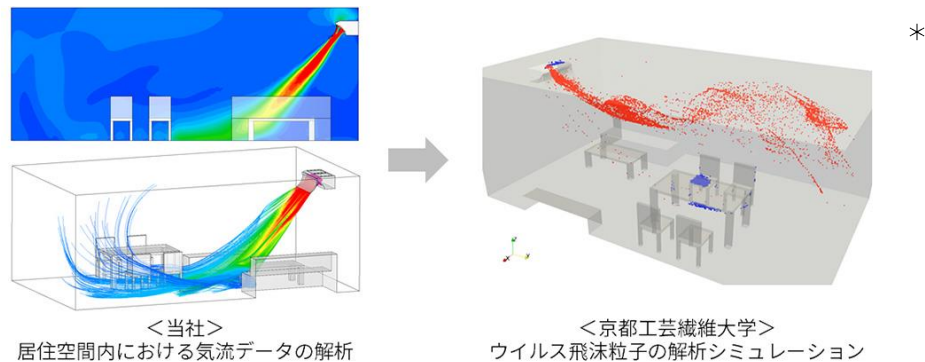 ＊
＜当社＞
居住空間内における気流データの解析
＜京都工芸繊維大学＞
ウイルス飛沫粒子の解析シミュレーション